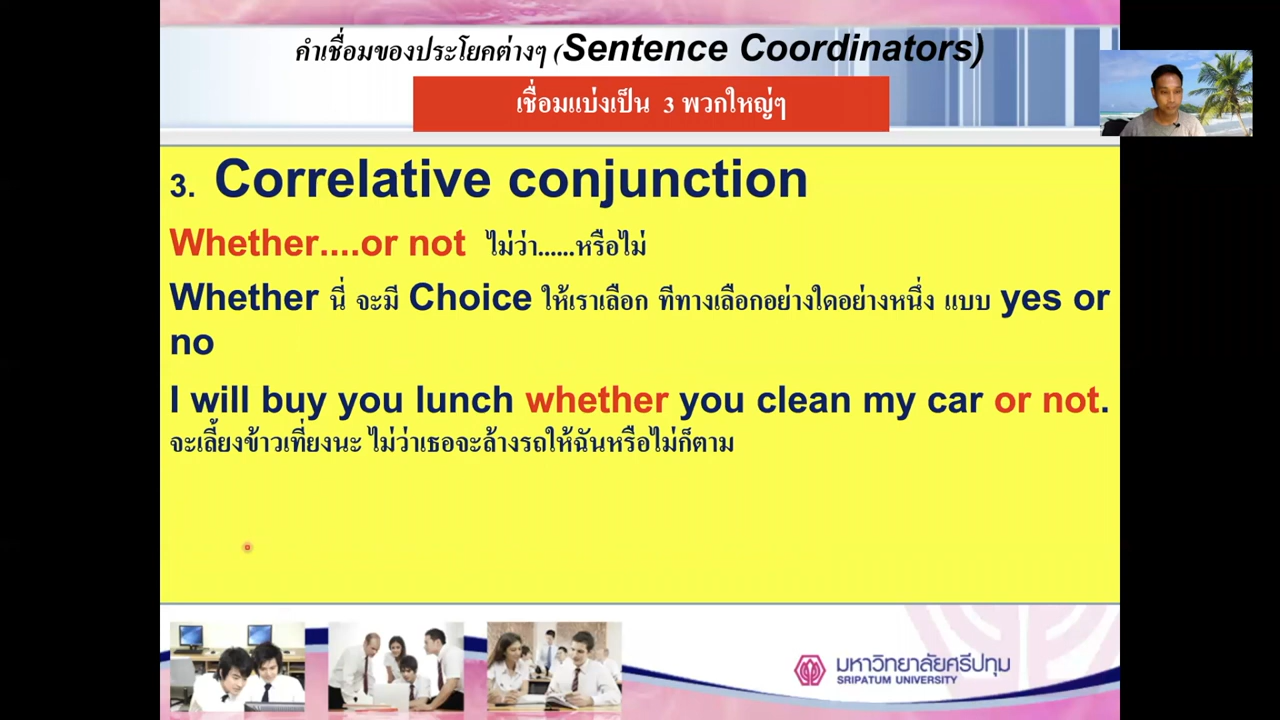 คำเชื่อมของประโยคต่างๆ (Sentence Coordinators)
เชื่อมแบ่งเป็น 3 พวกใหญ่ๆ
3. Correlative conjunction
Whether....or not ไม่ว่า......หรือไม่
Whether นี่ จะมี Choice ให้เราเลือก ทีทางเลือกอย่างใดอย่างหนึ่ง แบบ yes or
no
I will buy you lunch whether you clean my car or not.
จะเลี้ยงข้าวเที่ยงนะ ไม่ว่าเธอจะล้างรถให้ฉันหรือไม่ก็ตาม
มหาวิทยาลัยศรีปทุม
SRIPATUM UNIVERSITY